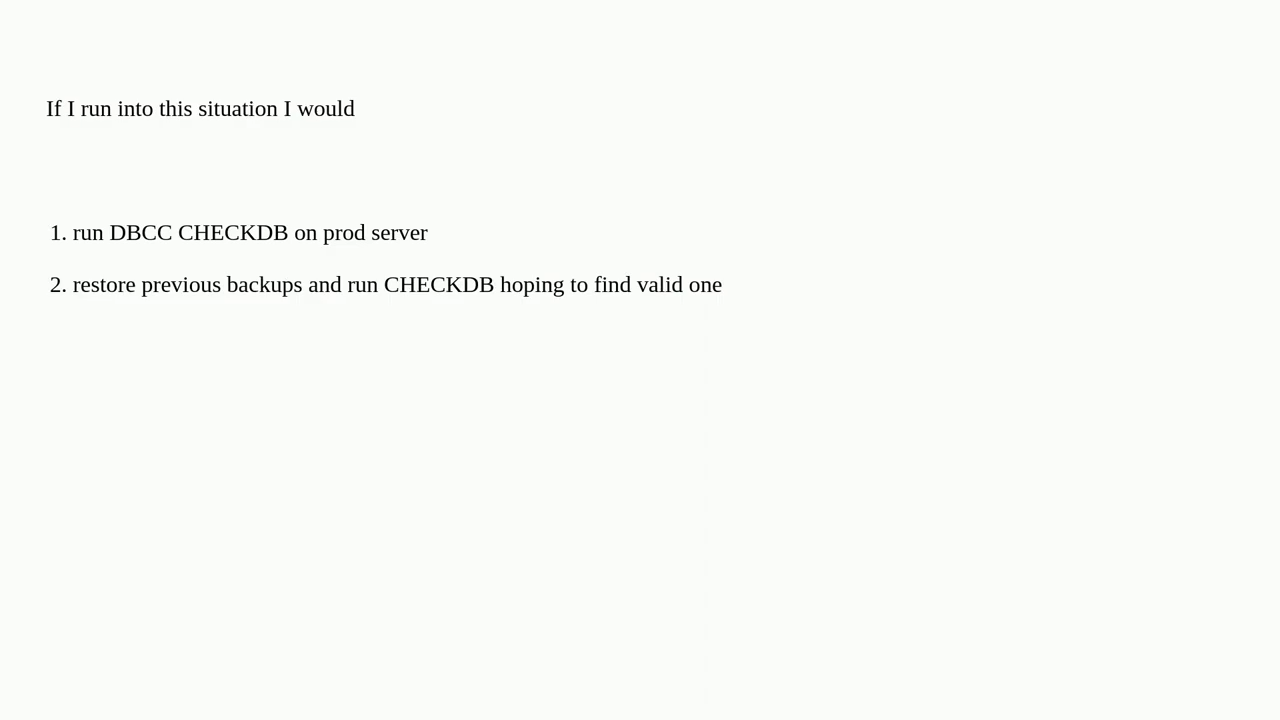 If I run into this situation I would
1. run DBCC CHECKDB on prod server
2. restore previous backups and run CHECKDB hoping to find valid one